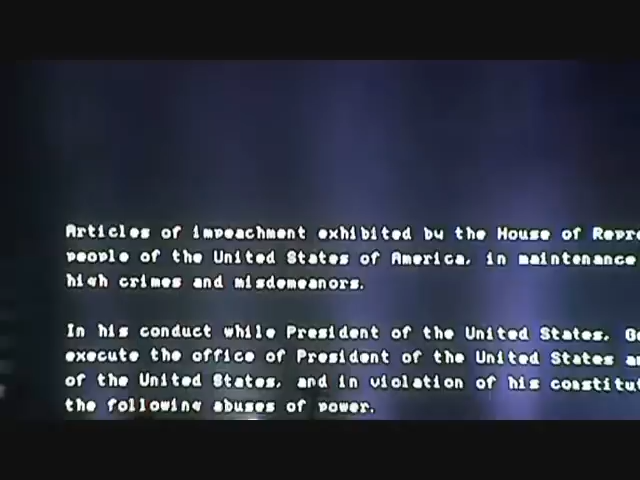 Articles of impeachment exhibited by the House of Repre
people of the United States of America, in maintenance
high crimes and misdemeanors.
In his conduct while President of the United States, Ge
execute the office of President of the United States a
of the United States, and in violation of his constitut
the following abuses of power.